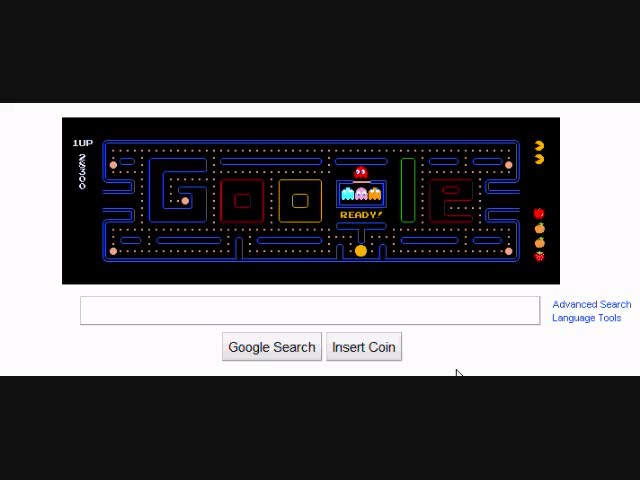 1UP
READY!
Advanced Search
Language Tools
Google Search
Insert Coin